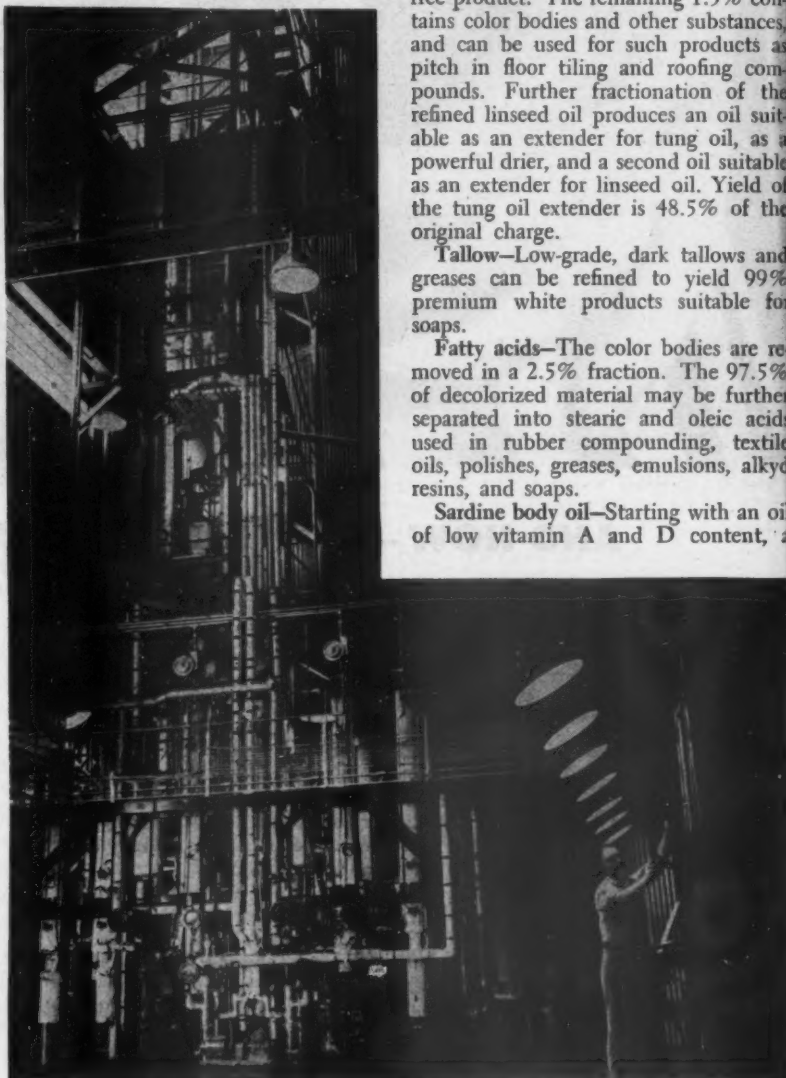 tains color bodies and other substances,
and can be used for such products as
pitch in floor tiling and roofing com-
pounds. Further fractionation of the
refined linseed oil produces an oil suit-
able as an extender for tung oil, as a
powerful drier, and a second oil suitable
as an extender for linseed oil. Yield of
the tung oil extender is 48.5% of the
original charge.
Tallow—Low-grade, dark tallows and
greases can be refined to yield 99%
premium white products suitable for
soaps.
Fatty acids—The color bodies are re-
moved in a 2.5% fraction. The 97.5%
of decolorized material may be further
separated into stearic and oleic acids
used in rubber compounding, textile
oils, polishes, greases, emulsions, alkyd
resins, and soaps.
Sardine body oil—Starting with an oil
of low vitamin A and D content, a